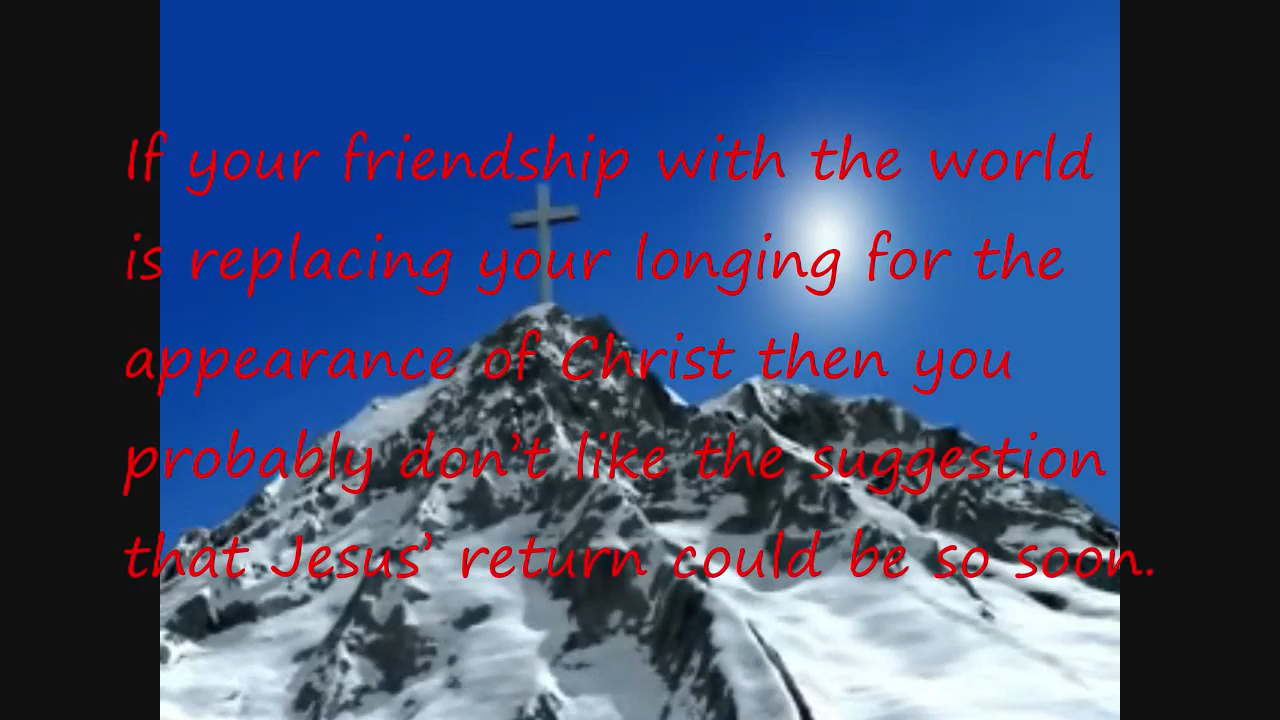 If your friendship with the world
is replacing your longing for the
appearance of Christ then you
probably don’t like the suggestion
that Jesus’ return could be so soon.